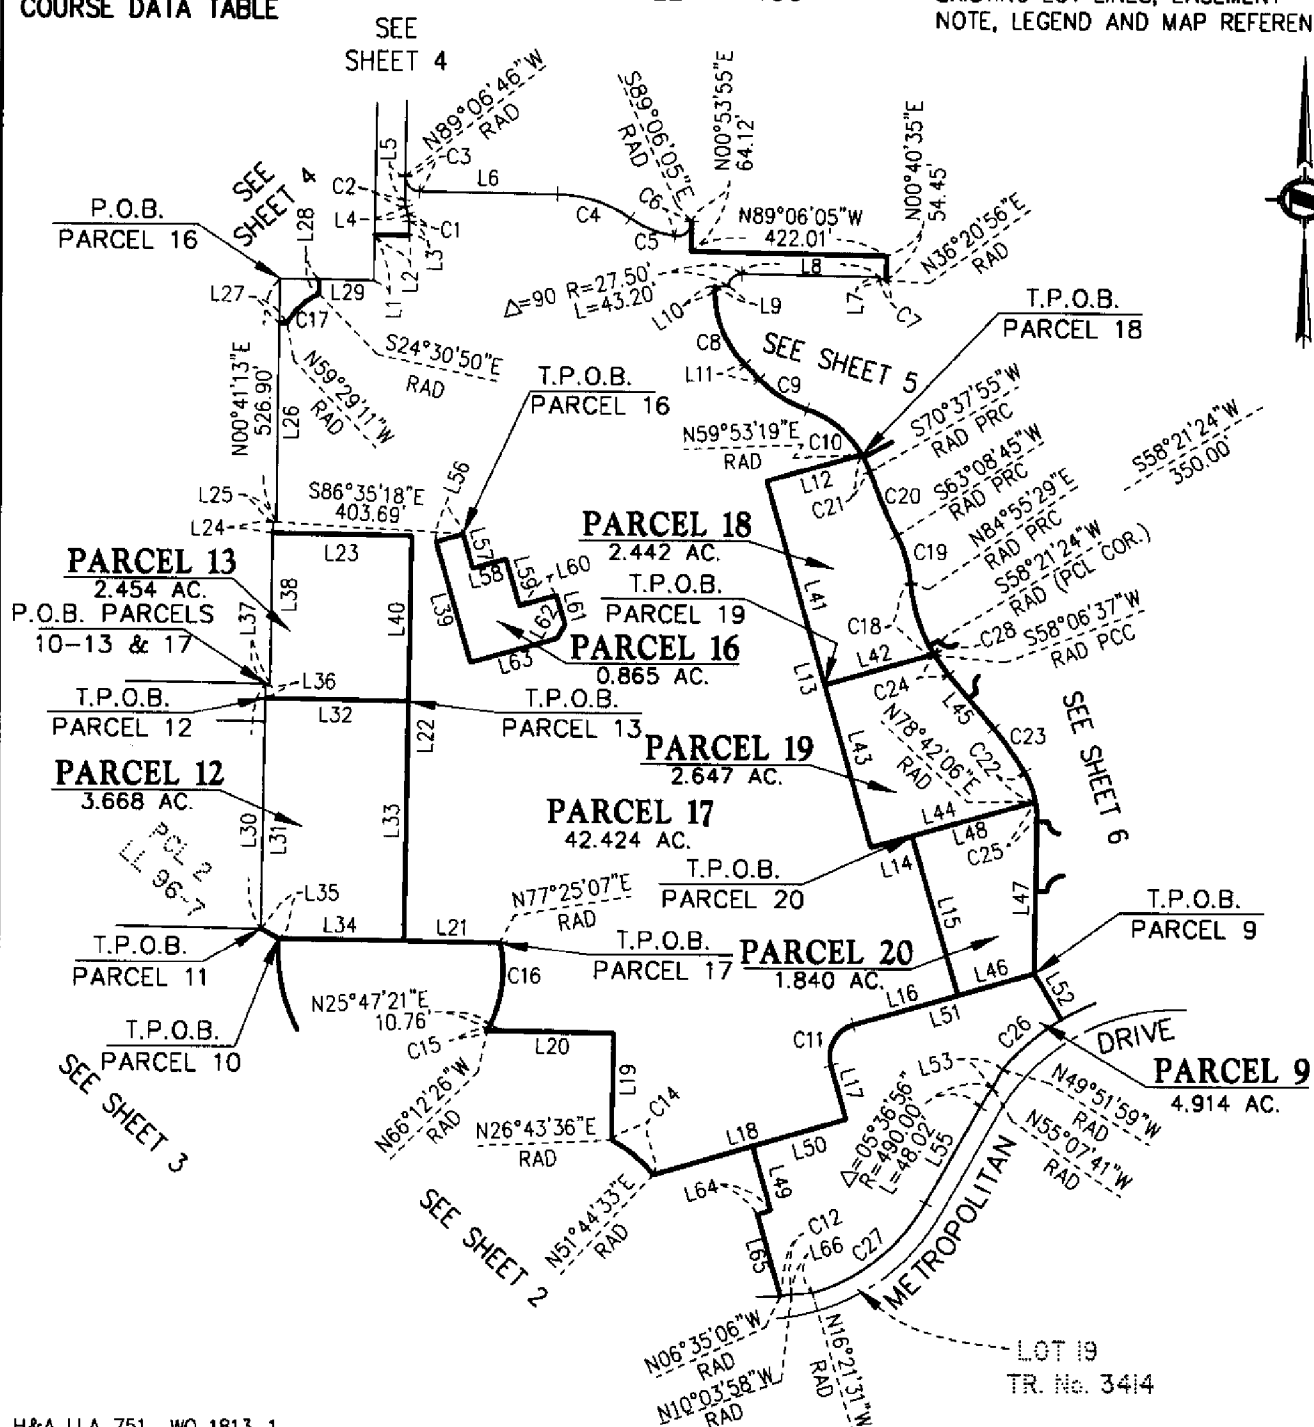 COURSE DATA TABLE
NOTE, LEGEND AND MAP REFEREN
SEE
SHEET 4
N89°06'46"W
RAD
S89°06'05"E
RAD
N00°53'55"E
64.12'
N00°40'35"E
54.45'
L5
C3
C2
L6
L4
C1
C4
C6
C5
N89°06'05"W
422.01'
N36°20'56"E
RAD
SEE
SHEET 4
P.O.B.
PARCEL 16
L28
L27
L29
L1
L2
L3
C17
Δ=90 R=27.50'
L=43.20'
L8
L10
L9
L7
C7
T.P.O.B.
PARCEL 18
C8
SEE SHEET 5
L11
C9
S24°30'50"E
RAD
N59°29'11"W
RAD
N00°41'13"E
526.90'
L26
T.P.O.B.
PARCEL 16
N59°53'19"E
RAD
C10
S70°37'55"W
RAD PRC
S63°08'45"W
RAD PRC
N84°55'29"E
RAD PRC
S58°21'24"W
RAD (PCL COR.)
S58°21'24"W
350.00'
L12
C21
C20
C19
L25
L24
S86°35'18"E
403.69'
L56
L23
L57
L58
L59
L60
L61
L62
L63
L39
PARCEL 18
2.442 AC.
PARCEL 13
2.454 AC.
L38
L37
L40
P.O.B. PARCELS
10-13 & 17
T.P.O.B.
PARCEL 19
L41
C18
C28
S58°06'37"W
RAD PCC
PARCEL 16
0.865 AC.
L36
L32
L42
C24
L13
T.P.O.B.
PARCEL 12
T.P.O.B.
PARCEL 13
L22
L45
C23
C22
SEE SHEET 6
N78°42'06"E
RAD
L43
PARCEL 19
2.647 AC.
PARCEL 12
3.668 AC.
L30
L31
L33
PARCEL 17
42.424 AC.
L44
L48
C25
L14
PCL 2
LL 96-7
L35
T.P.O.B.
PARCEL 20
N77°25'07"E
RAD
L15
L47
T.P.O.B.
PARCEL 9
L34
L21
T.P.O.B.
PARCEL 11
T.P.O.B.
PARCEL 17
PARCEL 20
1.840 AC.
C16
L46
L52
L16
L51
N25°47'21"E
10.76'
C15
L20
C11
T.P.O.B.
PARCEL 10
SEE SHEET 3
C26
DRIVE
PARCEL 9
4.914 AC.
L53
N49°51'59"W
RAD
N55°07'41"W
RAD
L19
L17
C14
N66°12'26"W
RAD
N26°43'36"E
RAD
L18
L50
Δ=05°36'56"
R=490.00'
L=48.02'
L55
SEE SHEET 2
N51°44'33"E
RAD
L64
L49
L65
C12
L66
C27
METROPOLITAN
N06°35'06"W
RAD
N10°03'58"W
RAD
N16°21'31"W
RAD
LOT 19
TR. No. 3414
H&A LLA 751 WO 1813-1